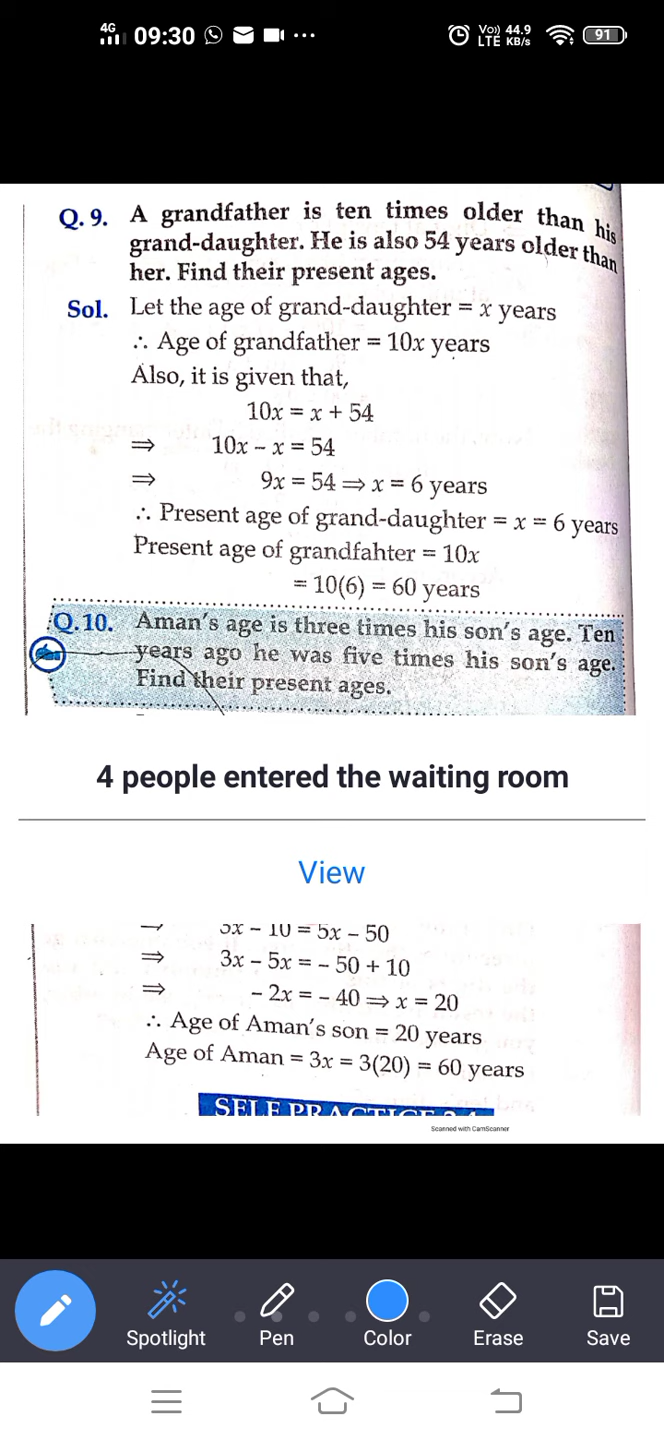 4G 09:30 ... Vo)) LTE 44.9 KB/s 91
Q. 9. A grandfather is ten times older than his
grand-daughter. He is also 54 years older than
her. Find their present ages.
Sol. Let the age of grand-daughter = x years
∴ Age of grandfather = 10x years
Also, it is given that,
10x = x + 54
⇒ 10x – x = 54
⇒ 9x = 54 ⇒ x = 6 years
∴ Present age of grand-daughter = x = 6 years
Present age of grandfahter = 10x
= 10(6) = 60 years
Q. 10. Aman's age is three times his son's age. Ten
years ago he was five times his son's age.
Find their present ages.
4 people entered the waiting room
View
⇒ 3x – 10 = 5x – 50
⇒ 3x – 5x = – 50 + 10
⇒ – 2x = – 40 ⇒ x = 20
∴ Age of Aman's son = 20 years
Age of Aman = 3x = 3(20) = 60 years
SELF PRACTICE
Scanned with CamScanner
Spotlight Pen Color Erase Save